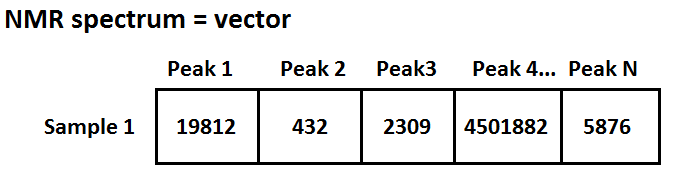 NMR spectrum = vector
Peak 1 Peak 2 Peak3 Peak 4... Peak N
Sample 1 19812 432 2309 4501882 5876